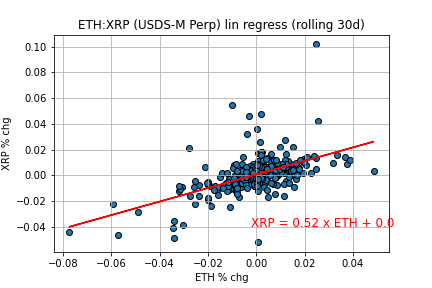 ETH:XRP (USDS-M Perp) lin regress (rolling 30d)
0.10
0.08
0.06
0.04
0.02
0.00
−0.02
−0.04
XRP % chg
XRP = 0.52 x ETH + 0.0
−0.08 −0.06 −0.04 −0.02 0.00 0.02 0.04
ETH % chg